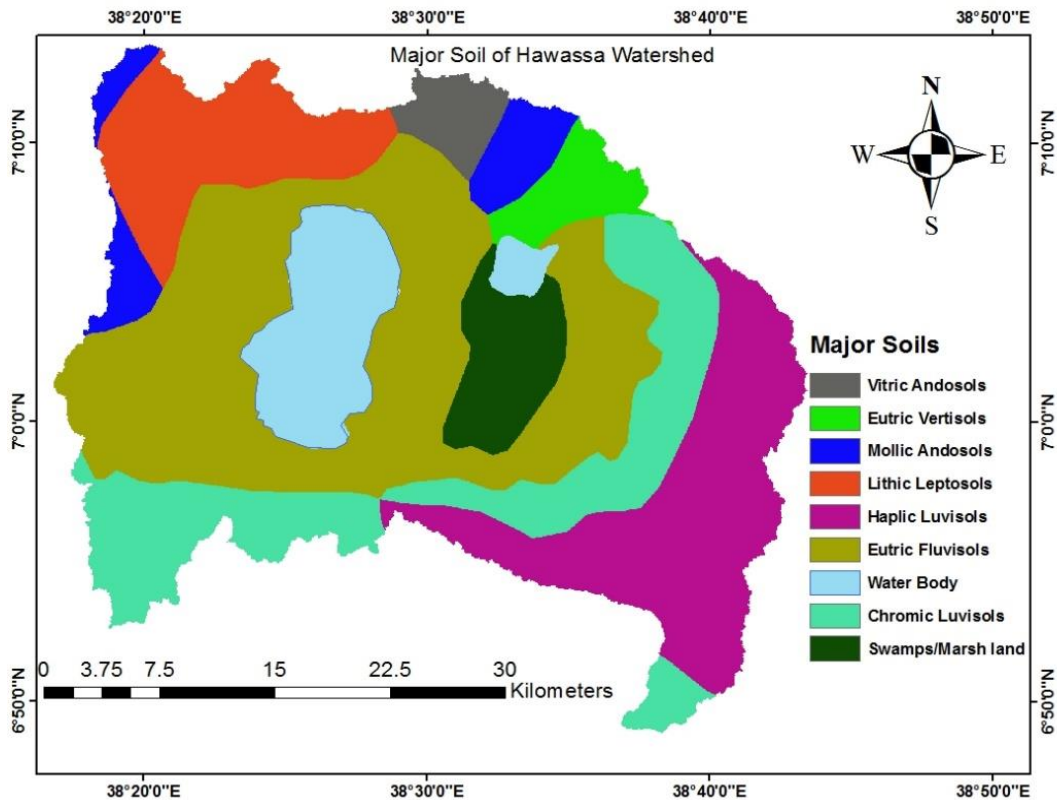 38°20'0"E 38°30'0"E 38°40'0"E 38°50'0"E
Major Soil of Hawassa Watershed
N
W E
S
7°10'0"N 7°10'0"N
7°0'0"N 7°0'0"N
6°50'0"N 6°50'0"N
Major Soils
Vitric Andosols
Eutric Vertisols
Mollic Andosols
Lithic Leptosols
Haplic Luvisols
Eutric Fluvisols
Water Body
Chromic Luvisols
Swamps/Marsh land
0 3.75 7.5 15 22.5 30
Kilometers
38°20'0"E 38°30'0"E 38°40'0"E 38°50'0"E